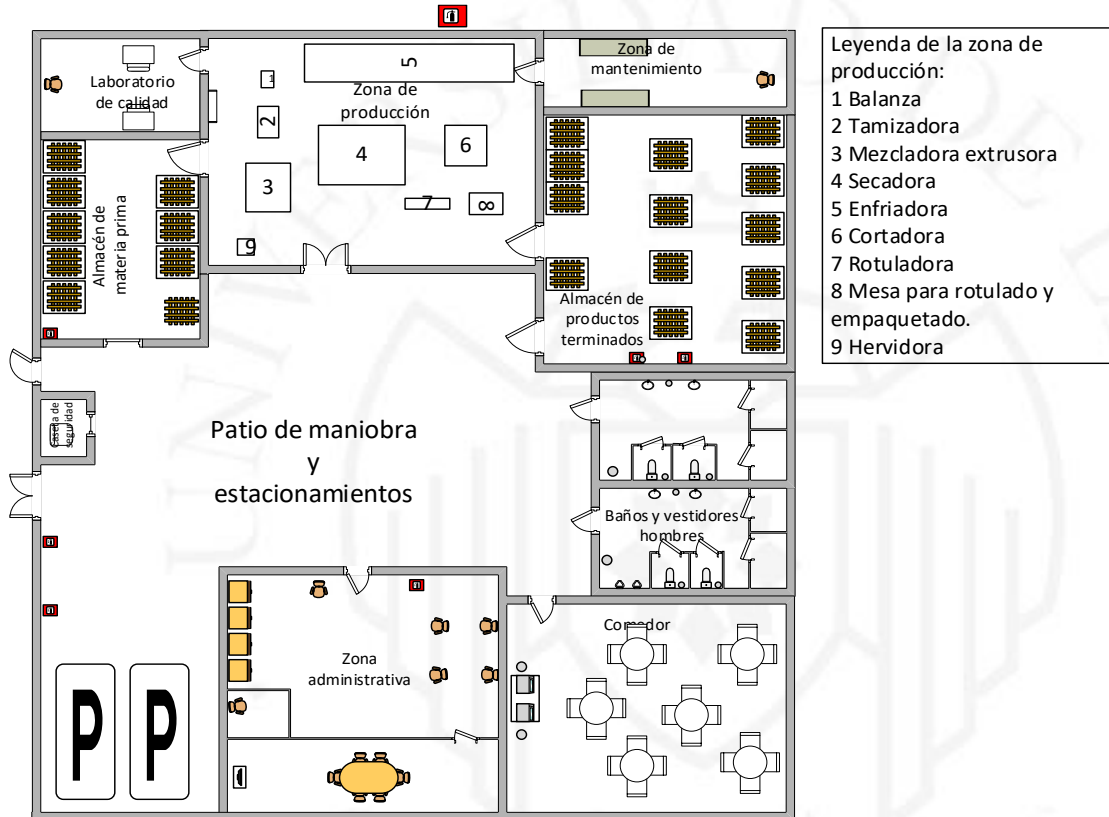 Laboratorio
de calidad
1
2
3
4
5
6
7
8
9
Zona de
producción
Zona de
mantenimiento
Almacén de
materia prima
Almacén de
productos
terminados
Caseta de
seguridad
Patio de maniobra
y
estacionamientos
Baños y vestidores
hombres
Zona
administrativa
Comedor
P
P
Leyenda de la zona de
producción:
1 Balanza
2 Tamizadora
3 Mezcladora extrusora
4 Secadora
5 Enfriadora
6 Cortadora
7 Rotuladora
8 Mesa para rotulado y
empaquetado.
9 Hervidora